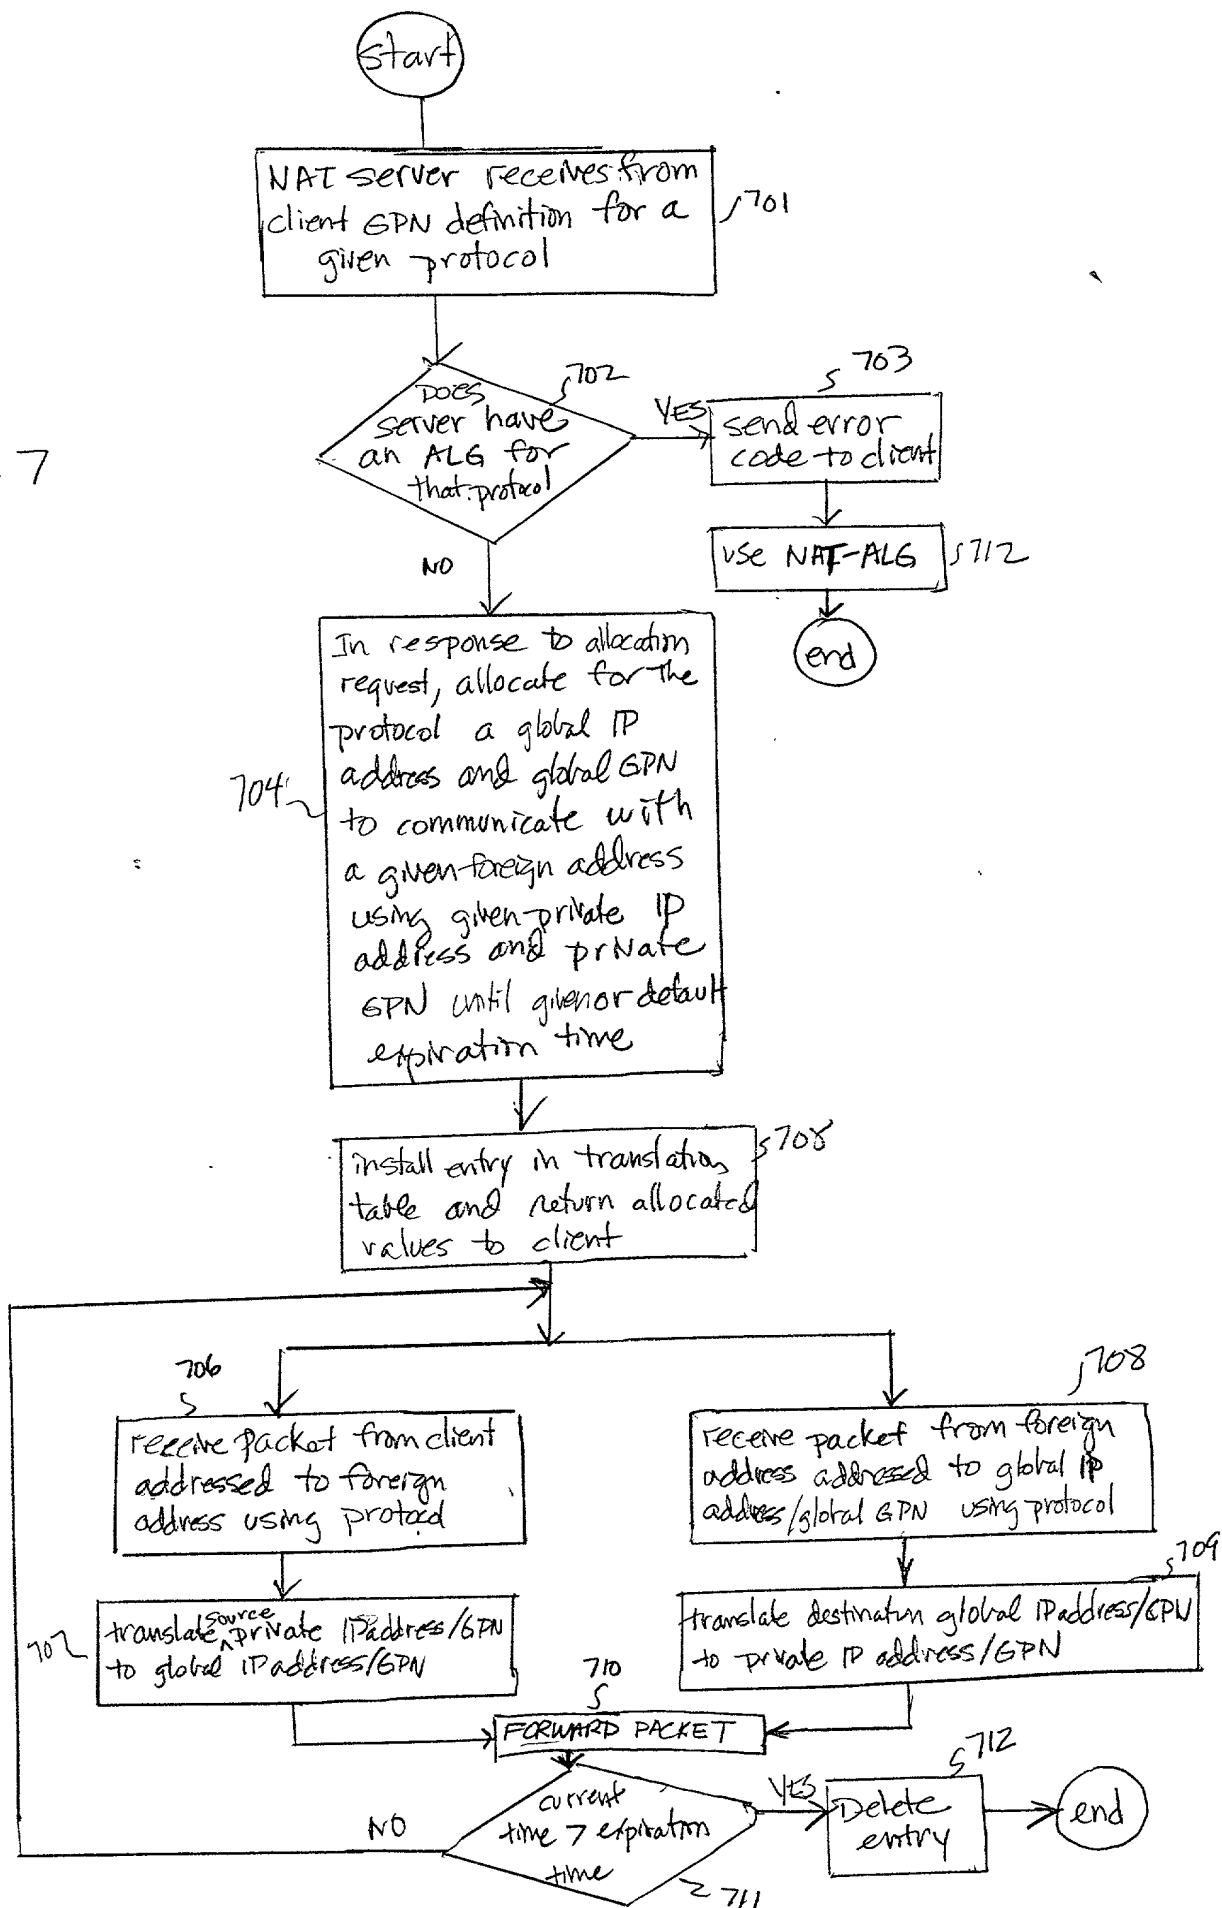 start
NAT server receives from
client GPN definition for a
given protocol
701
DOES
server have
an ALG for
that protocol
702
YES
703
send error
code to client
use NAT-ALG
712
end
7
NO
In response to allocation
request, allocate for the
protocol a global IP
address and global GPN
to communicate with
a given foreign address
using given private IP
address and private
GPN until given or default
expiration time
704
install entry in translation
table and return allocated
values to client
705
706
receive packet from client
addressed to foreign
address using protocol
708
receive packet from foreign
address addressed to global IP
address/global GPN using protocol
707
translate source private IP address/GPN
to global IP address/GPN
709
translate destination global IP address/GPN
to private IP address/GPN
710
FORWARD PACKET
current
time > expiration
time
711
NO
YES
712
Delete
entry
end